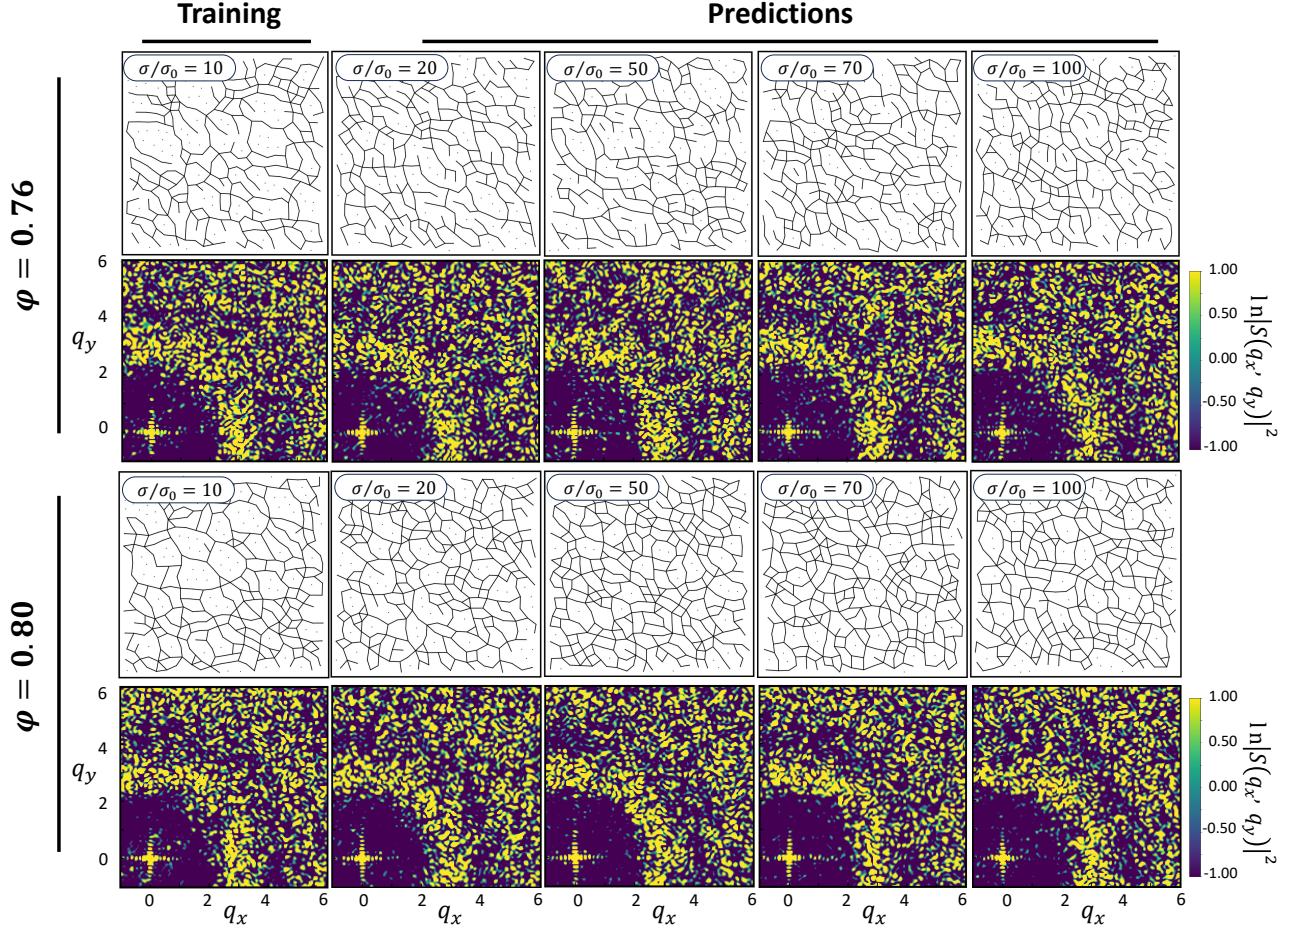 Training Predictions
σ/σ₀ = 10 σ/σ₀ = 20 σ/σ₀ = 50 σ/σ₀ = 70 σ/σ₀ = 100
φ = 0.76
6
4
q_y
2
0
1.00
0.50
0.00
-0.50
-1.00
ln|S(q_x, q_y)|²
σ/σ₀ = 10 σ/σ₀ = 20 σ/σ₀ = 50 σ/σ₀ = 70 σ/σ₀ = 100
φ = 0.80
6
4
q_y
2
0
1.00
0.50
0.00
-0.50
-1.00
ln|S(q_x, q_y)|²
0 2 4 6 0 2 4 6 0 2 4 6 0 2 4 6 0 2 4 6
q_x q_x q_x q_x q_x